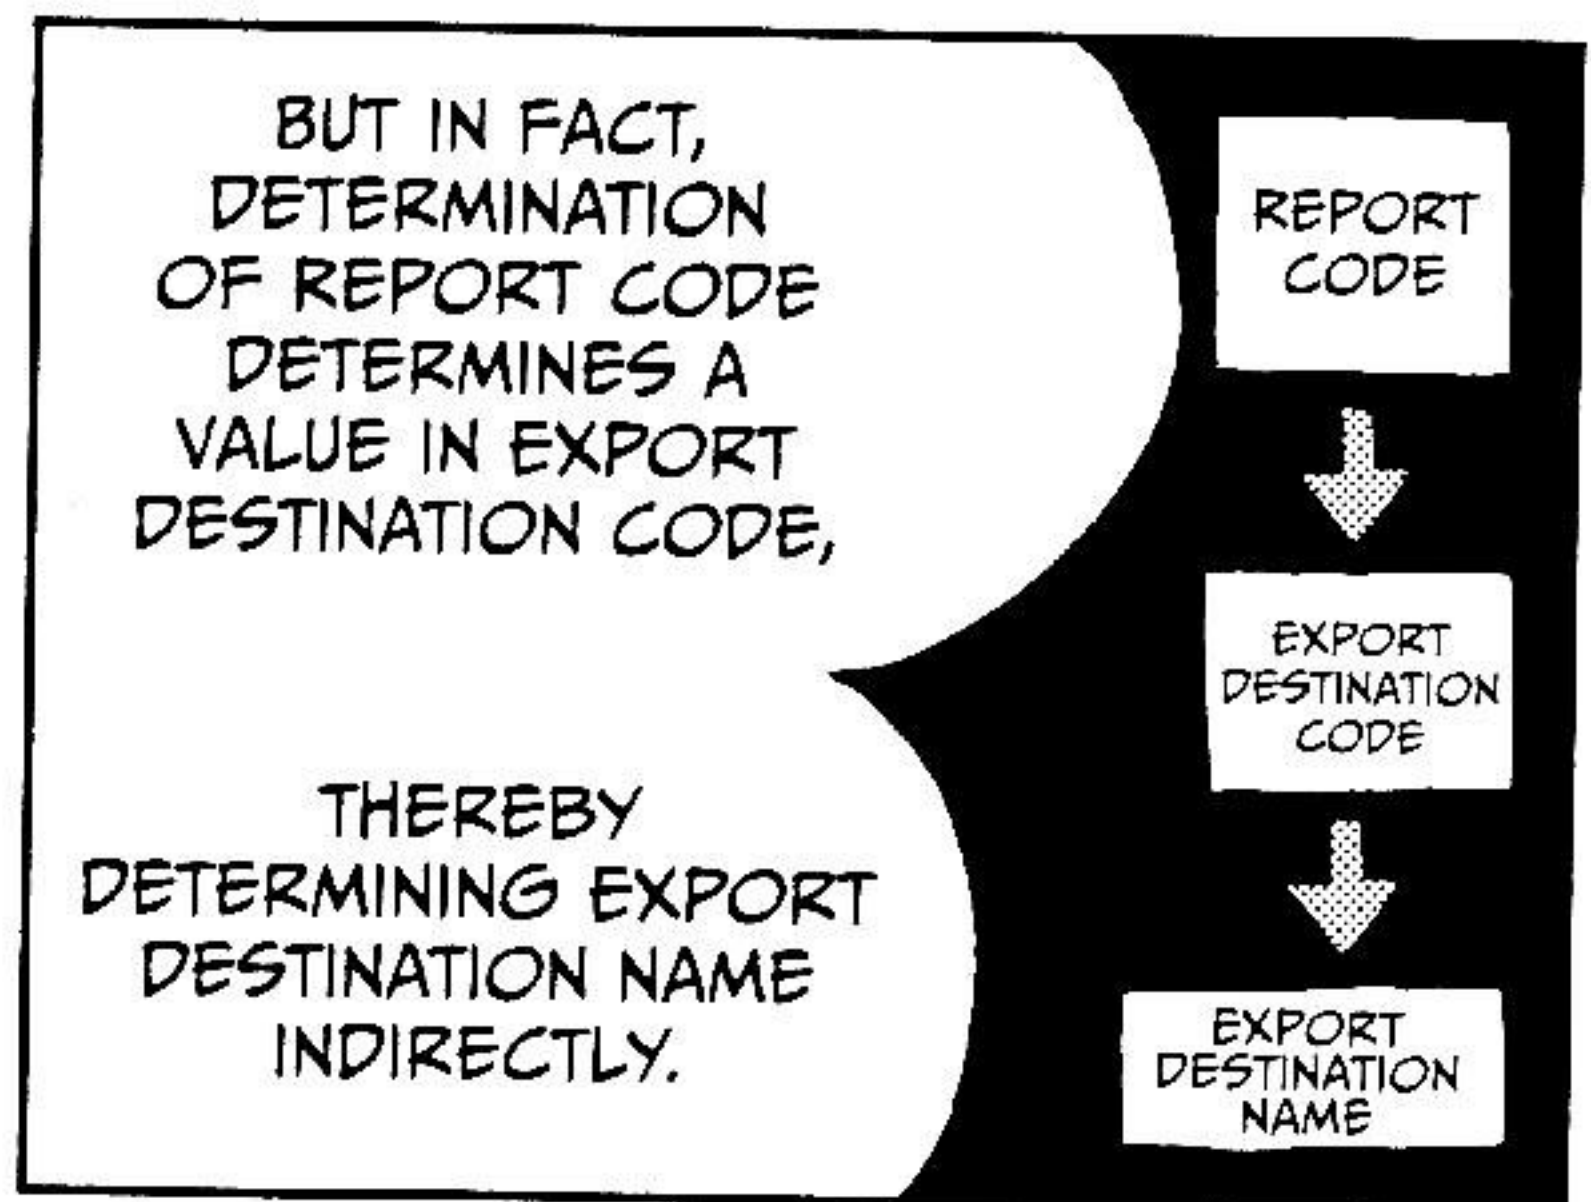 BUT IN FACT,
DETERMINATION
OF REPORT CODE
DETERMINES A
VALUE IN EXPORT
DESTINATION CODE,
THEREBY
DETERMINING EXPORT
DESTINATION NAME
INDIRECTLY.
REPORT
CODE
EXPORT
DESTINATION
CODE
EXPORT
DESTINATION
NAME